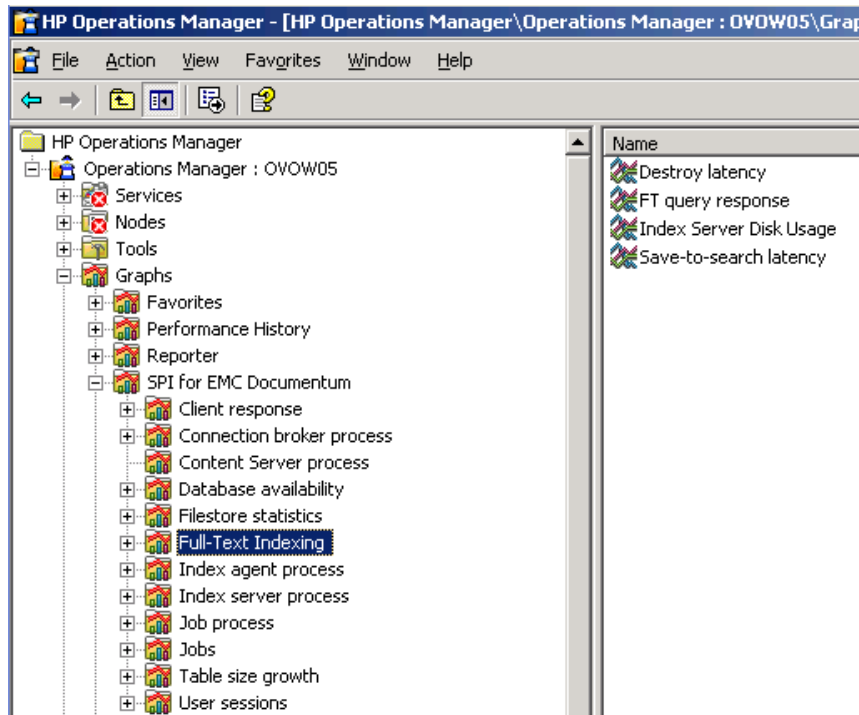 HP Operations Manager - [HP Operations Manager\Operations Manager : OVOW05\Grap
File Action View Favorites Window Help
HP Operations Manager
Operations Manager : OVOW05
Services
Nodes
Tools
Graphs
Favorites
Performance History
Reporter
SPI for EMC Documentum
Client response
Connection broker process
Content Server process
Database availability
Filestore statistics
Full-Text Indexing
Index agent process
Index server process
Job process
Jobs
Table size growth
User sessions
Name
Destroy latency
FT query response
Index Server Disk Usage
Save-to-search latency